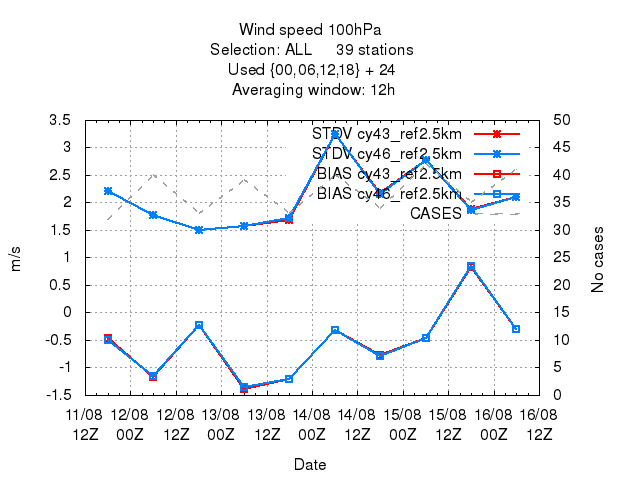 Wind speed 100hPa
Selection: ALL     39 stations
Used {00,06,12,18} + 24
Averaging window: 12h
3.5
3
2.5
2
1.5
1
0.5
0
-0.5
-1
-1.5
m/s
STDV cy43_ref2.5km
STDV cy46_ref2.5km
BIAS cy43_ref2.5km
BIAS cy46_ref2.5km
CASES
50
45
40
35
30
25
20
15
10
5
0
No cases
11/08 12/08 12/08 13/08 13/08 14/08 14/08 15/08 15/08 16/08 16/08
12Z 00Z 12Z 00Z 12Z 00Z 12Z 00Z 12Z 00Z 12Z
Date